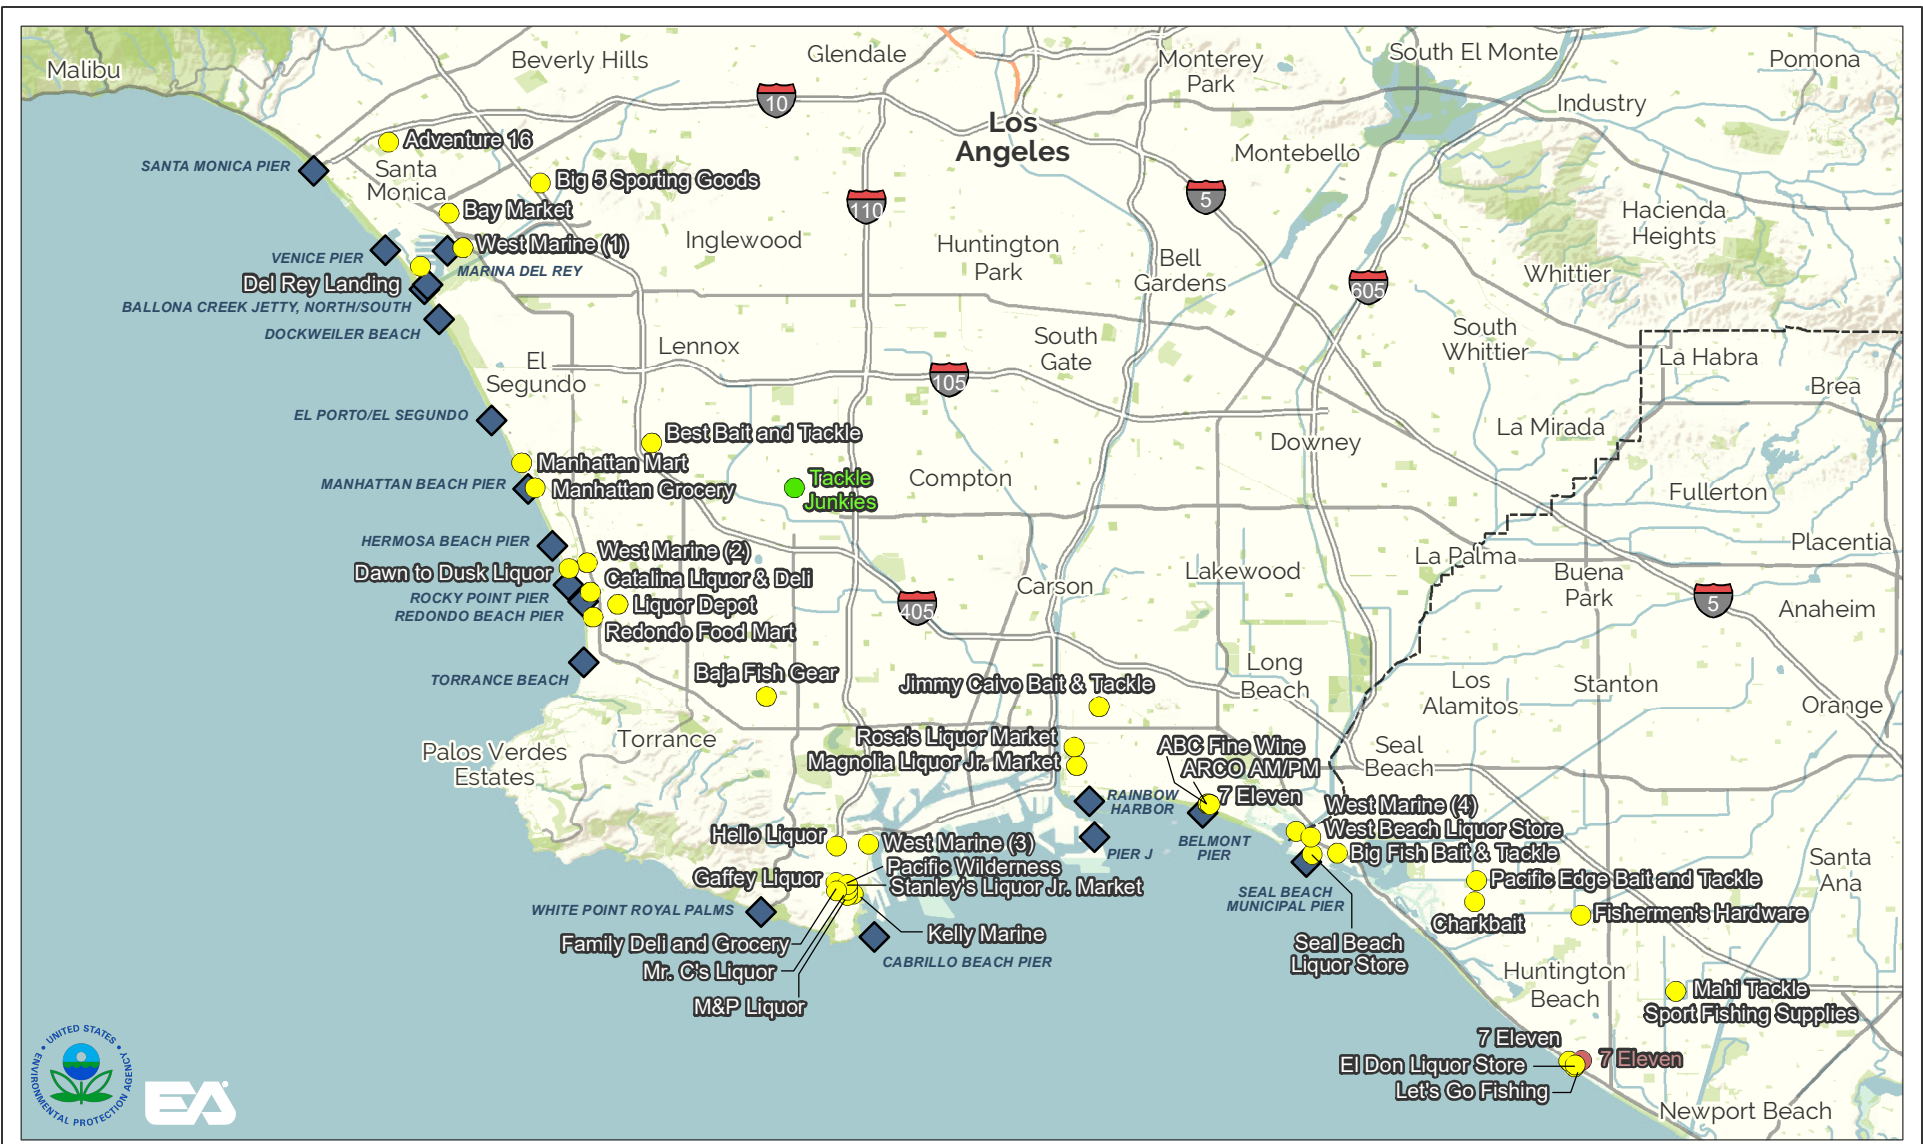 Malibu
Beverly Hills
Glendale
Monterey
Park
South El Monte
Pomona
Industry
10
Los
Angeles
Adventure 16
Montebello
SANTA MONICA PIER
Santa
Monica
Big 5 Sporting Goods
110
5
Bay Market
Hacienda
Heights
West Marine (1)
Inglewood
Huntington
Park
Bell
Gardens
VENICE PIER
MARINA DEL REY
Whittier
Del Rey Landing
605
BALLONA CREEK JETTY, NORTH/SOUTH
DOCKWEILER BEACH
South
Gate
South
Whittier
Lennox
El
Segundo
La Habra
105
Brea
EL PORTO/EL SEGUNDO
La Mirada
Best Bait and Tackle
Downey
Manhattan Mart
MANHATTAN BEACH PIER
Manhattan Grocery
Tackle
Junkies
Compton
Fullerton
HERMOSA BEACH PIER
West Marine (2)
Placentia
La Palma
Dawn to Dusk Liquor
Catalina Liquor & Deli
Carson
Lakewood
Buena
Park
ROCKY POINT PIER
Liquor Depot
405
5
Anaheim
REDONDO BEACH PIER
Redondo Food Mart
TORRANCE BEACH
Baja Fish Gear
Jimmy Caivo Bait & Tackle
Long
Beach
Los
Alamitos
Stanton
Orange
Palos Verdes
Estates
Torrance
Rosa's Liquor Market
Magnolia Liquor Jr. Market
ABC Fine Wine
ARCO AM/PM
7 Eleven
Seal
Beach
RAINBOW
HARBOR
West Marine (4)
West Beach Liquor Store
Hello Liquor
West Marine (3)
PIER J
BELMONT
PIER
Big Fish Bait & Tackle
Santa
Ana
Pacific Wilderness
Gaffey Liquor
Stanley's Liquor Jr. Market
Pacific Edge Bait and Tackle
SEAL BEACH
MUNICIPAL PIER
WHITE POINT ROYAL PALMS
Charkbait
Fishermen's Hardware
Family Deli and Grocery
Kelly Marine
Seal Beach
Liquor Store
Mr. C's Liquor
CABRILLO BEACH PIER
Huntington
Beach
M&P Liquor
Mahi Tackle
Sport Fishing Supplies
7 Eleven
7 Eleven
El Don Liquor Store
Let's Go Fishing
Newport Beach
UNITED STATES
ENVIRONMENTAL PROTECTION AGENCY
EA